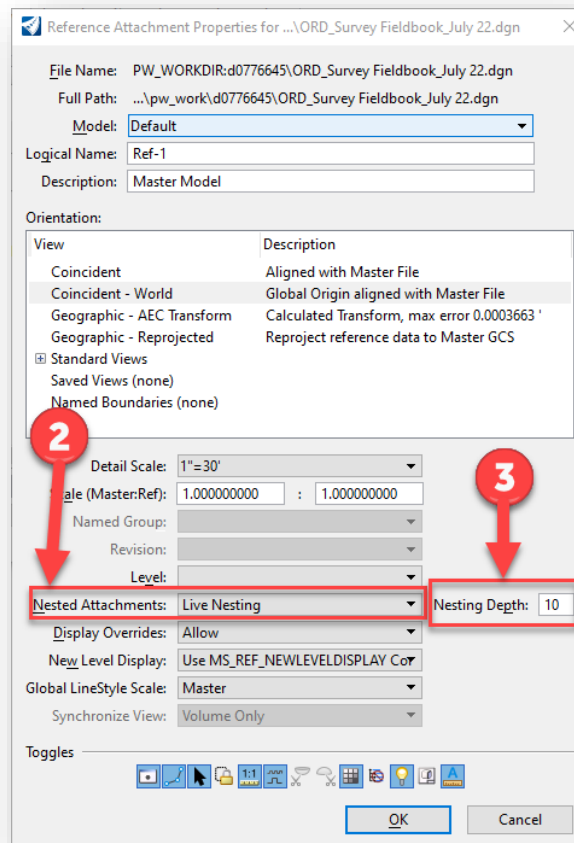 Reference Attachment Properties for ...\ORD_Survey Fieldbook_July 22.dgn
File Name: PW_WORKDIR:d0776645\ORD_Survey Fieldbook_July 22.dgn
Full Path: ...\pw_work\d0776645\ORD_Survey Fieldbook_July 22.dgn
Model: Default
Logical Name: Ref-1
Description: Master Model
Orientation:
View Description
Coincident Aligned with Master File
Coincident - World Global Origin aligned with Master File
Geographic - AEC Transform Calculated Transform, max error 0.0003663 '
Geographic - Reprojected Reproject reference data to Master GCS
Standard Views
Saved Views (none)
Named Boundaries (none)
2
3
Detail Scale: 1"=30'
Scale (Master:Ref): 1.000000000 : 1.000000000
Named Group:
Revision:
Level:
Nested Attachments: Live Nesting Nesting Depth: 10
Display Overrides: Allow
New Level Display: Use MS_REF_NEWLEVELDISPLAY Cor
Global LineStyle Scale: Master
Synchronize View: Volume Only
Toggles
1:1
A
OK Cancel